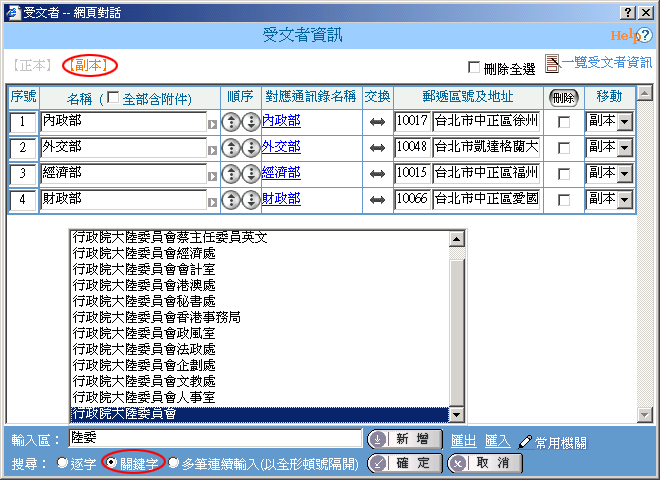 受文者 -- 網頁對話
受文者資訊
Help?
【正本】 【副本】
刪除全選 一覽受文者資訊
序號 名稱（ 全部含附件） 順序 對應通訊錄名稱 交換 郵遞區號及地址 刪除 移動
1 內政部 內政部 10017 台北市中正區徐州 副本
2 外交部 外交部 10048 台北市凱達格蘭大 副本
3 經濟部 經濟部 10015 台北市中正區福州 副本
4 財政部 財政部 10066 台北市中正區愛國 副本
行政院大陸委員會蔡主任委員英文
行政院大陸委員會經濟處
行政院大陸委員會會計室
行政院大陸委員會港澳處
行政院大陸委員會秘書處
行政院大陸委員會香港事務局
行政院大陸委員會政風室
行政院大陸委員會法政處
行政院大陸委員會企劃處
行政院大陸委員會文教處
行政院大陸委員會人事室
行政院大陸委員會
輸入區： 陸委 新增 匯出 匯入 常用機關
搜尋： 逐字 關鍵字 多筆連續輸入(以全形頓號隔開) 確定 取消